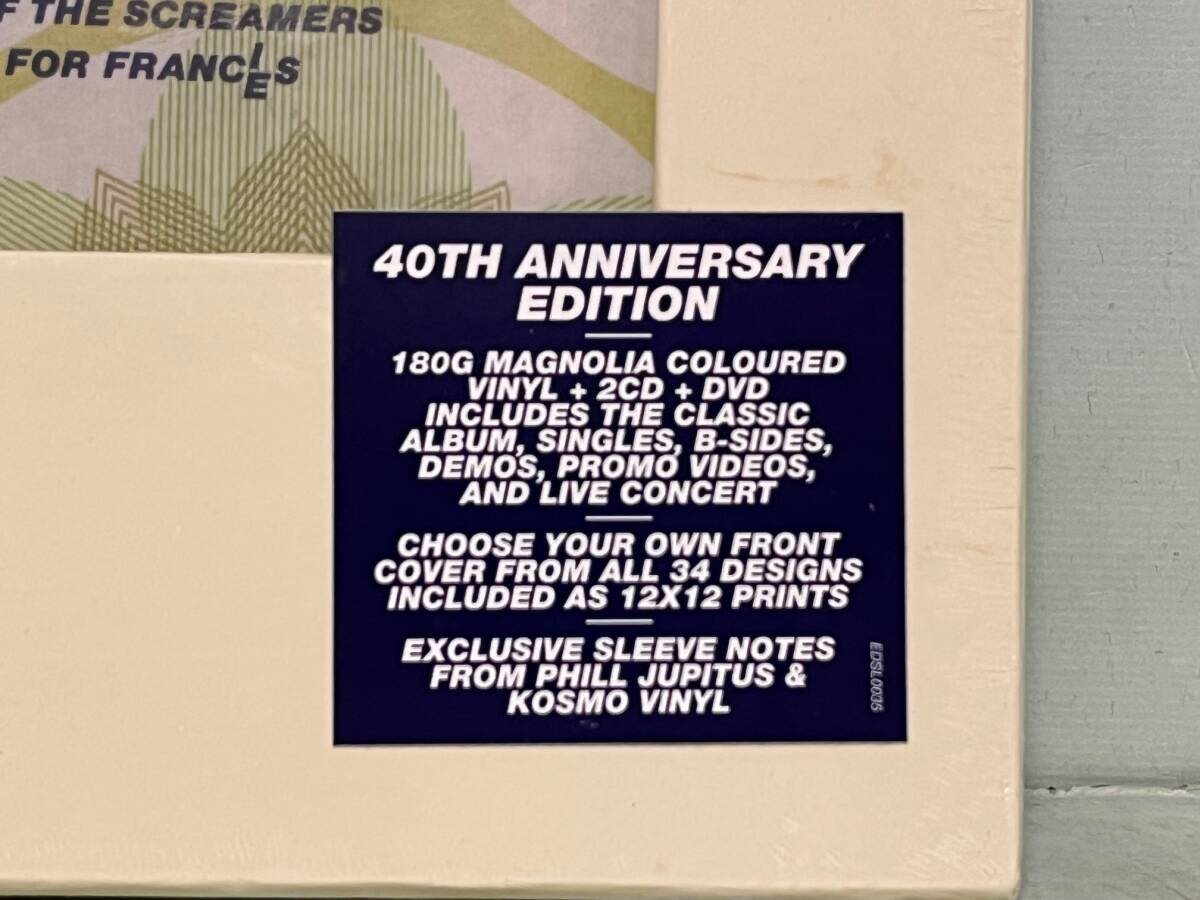 F THE SCREAMERS
FOR FRANCIES
40TH ANNIVERSARY
EDITION
180G MAGNOLIA COLOURED
VINYL + 2CD + DVD
INCLUDES THE CLASSIC
ALBUM, SINGLES, B-SIDES,
DEMOS, PROMO VIDEOS,
AND LIVE CONCERT
CHOOSE YOUR OWN FRONT
COVER FROM ALL 34 DESIGNS
INCLUDED AS 12X12 PRINTS
EXCLUSIVE SLEEVE NOTES
FROM PHILL JUPITUS &
KOSMO VINYL
EDSL0035